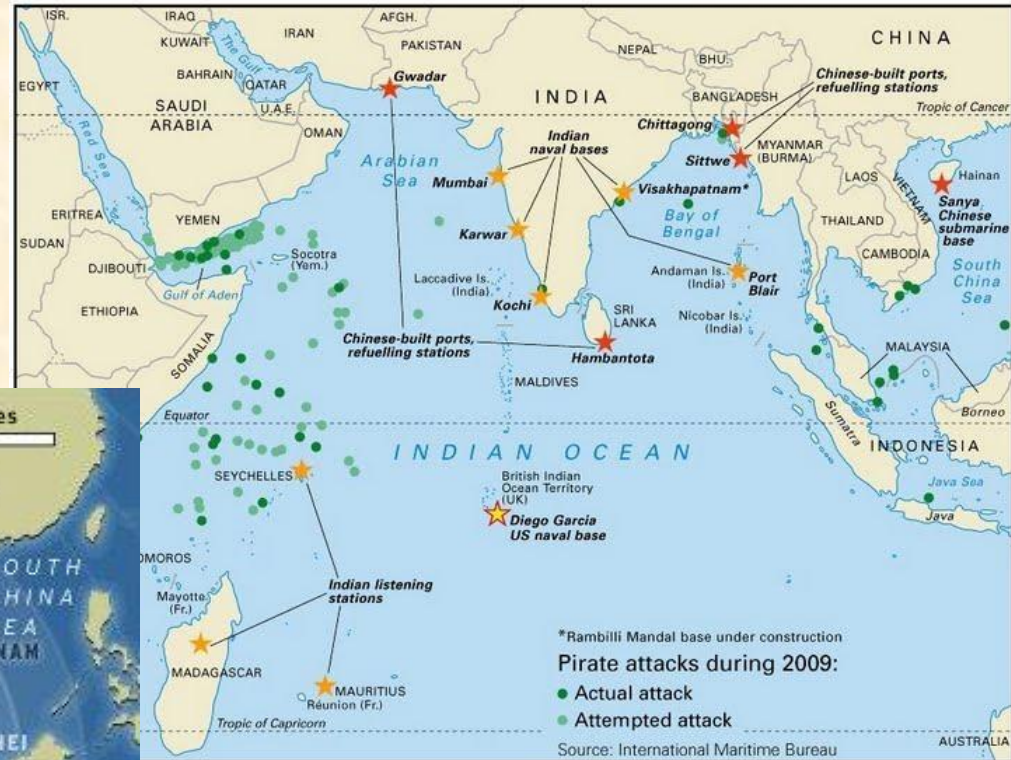 ISR.
IRAQ
IRAN
AFGH.
KUWAIT
The Gulf
PAKISTAN
NEPAL
BHU.
CHINA
EGYPT
BAHRAIN
QATAR
U.A.E.
SAUDI
ARABIA
OMAN
Gwadar
INDIA
BANGLADESH
Chinese-built ports,
refuelling stations
Tropic of Cancer
Red Sea
Arabian
Sea
Indian
naval bases
Chittagong
Sittwe
MYANMAR
(BURMA)
LAOS
VIETNAM
Hainan
Mumbai
Visakhapatnam*
Sanya
Chinese
submarine
base
ERITREA
YEMEN
SUDAN
Karwar
Bay of
Bengal
THAILAND
CAMBODIA
DJIBOUTI
Socotra
(Yem.)
Gulf of Aden
Laccadive Is.
(India)
Kochi
Andaman Is.
(India)
Port
Blair
South
China
Sea
ETHIOPIA
SRI
LANKA
Nicobar Is.
(India)
Chinese-built ports,
refuelling stations
Hambantota
MALAYSIA
SOMALIA
MALDIVES
Equator
Sumatra
Borneo
INDIAN OCEAN
INDONESIA
SEYCHELLES
British Indian
Ocean Territory
(UK)
Diego Garcia
US naval base
Java Sea
Java
OMOROS
Mayotte
(Fr.)
Indian listening
stations
MADAGASCAR
MAURITIUS
Réunion (Fr.)
Tropic of Capricorn
*Rambilli Mandal base under construction
Pirate attacks during 2009:
Actual attack
Attempted attack
Source: International Maritime Bureau
AUSTRALIA
es
OUTH
HINA
EA
NAM
NEI